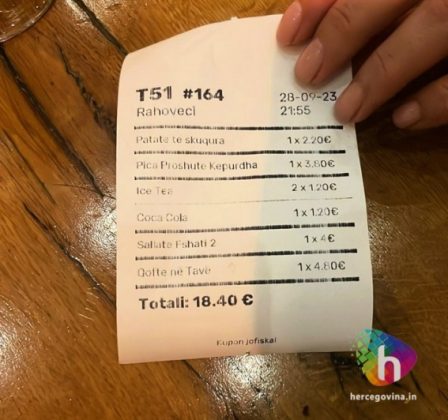 T51 #164 28-09-23
Rahoveci 21:55
Patate te skuqura 1 x 2.20€
Pica Proshute Kepurdha 1 x 3.80€
Ice Tea 2 x 1.20€
Coca Cola 1 x 1.20€
Sallate Fshati 2 1 x 4€
Qofte ne Tave 1 x 4.80€
Totali: 18.40 €
Kupon jofiskal
h
hercegovina.in